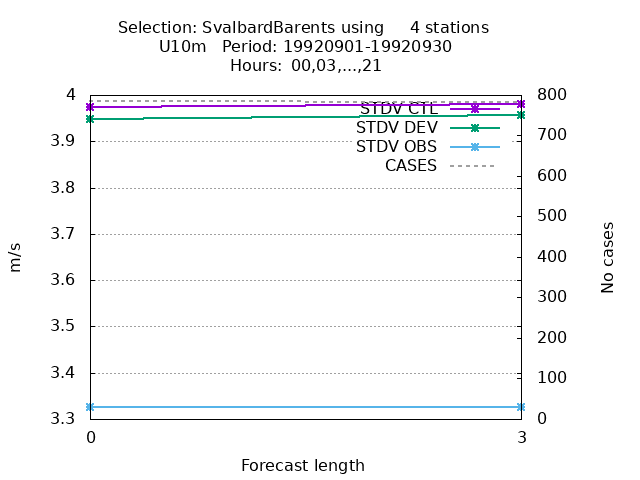 Selection: SvalbardBarents using     4 stations
U10m   Period: 19920901-19920930
Hours:  00,03,...,21
4
3.9
3.8
3.7
3.6
3.5
3.4
3.3
m/s
800
700
600
500
400
300
200
100
0
No cases
STDV CTL
STDV DEV
STDV OBS
CASES
0
3
Forecast length